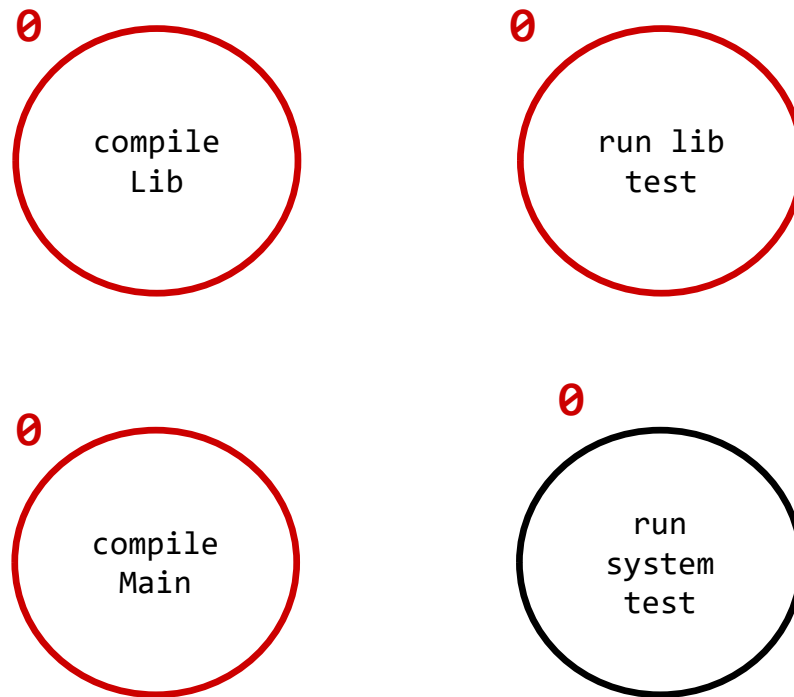 0
compile
Lib
0
run lib
test
0
compile
Main
0
run
system
test